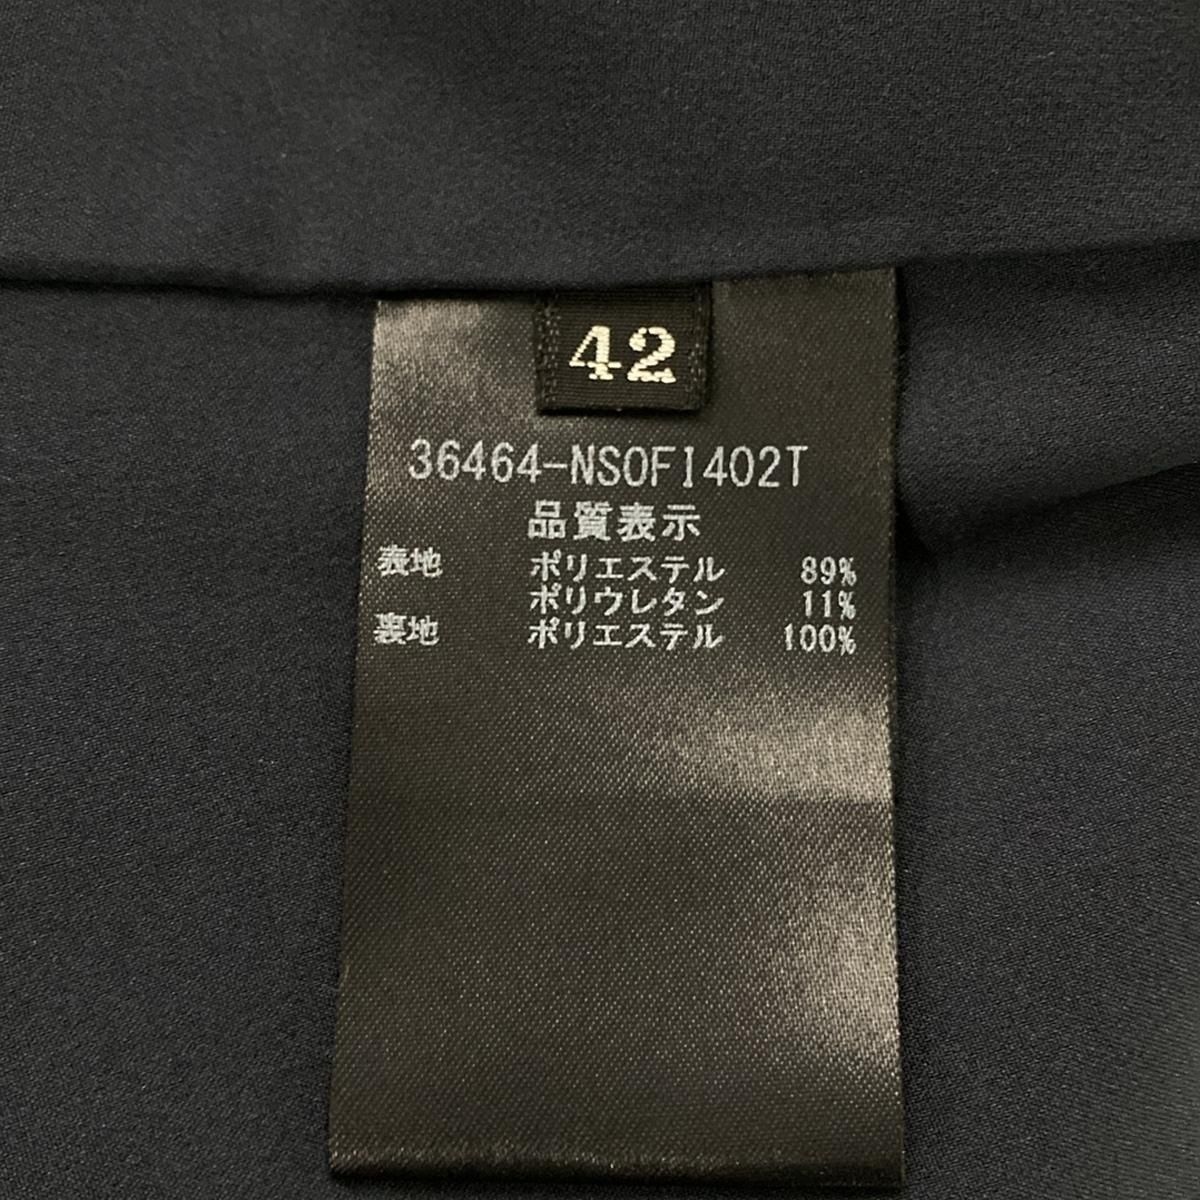 42
36464-NSOF1402T
品質表示
表地 ポリエステル 89%
ポリウレタン 11%
裏地 ポリエステル 100%